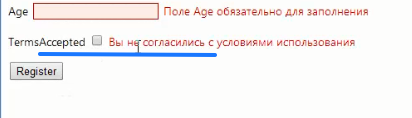 Age Поле Age обязательно для заполнения
TermsAccepted Вы не согласились с условиями использования
Register